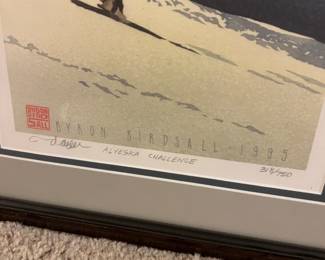 BYRON
BIRD
SALL
BYRON BIRDSALL - 1985
ALYESKA CHALLENGE